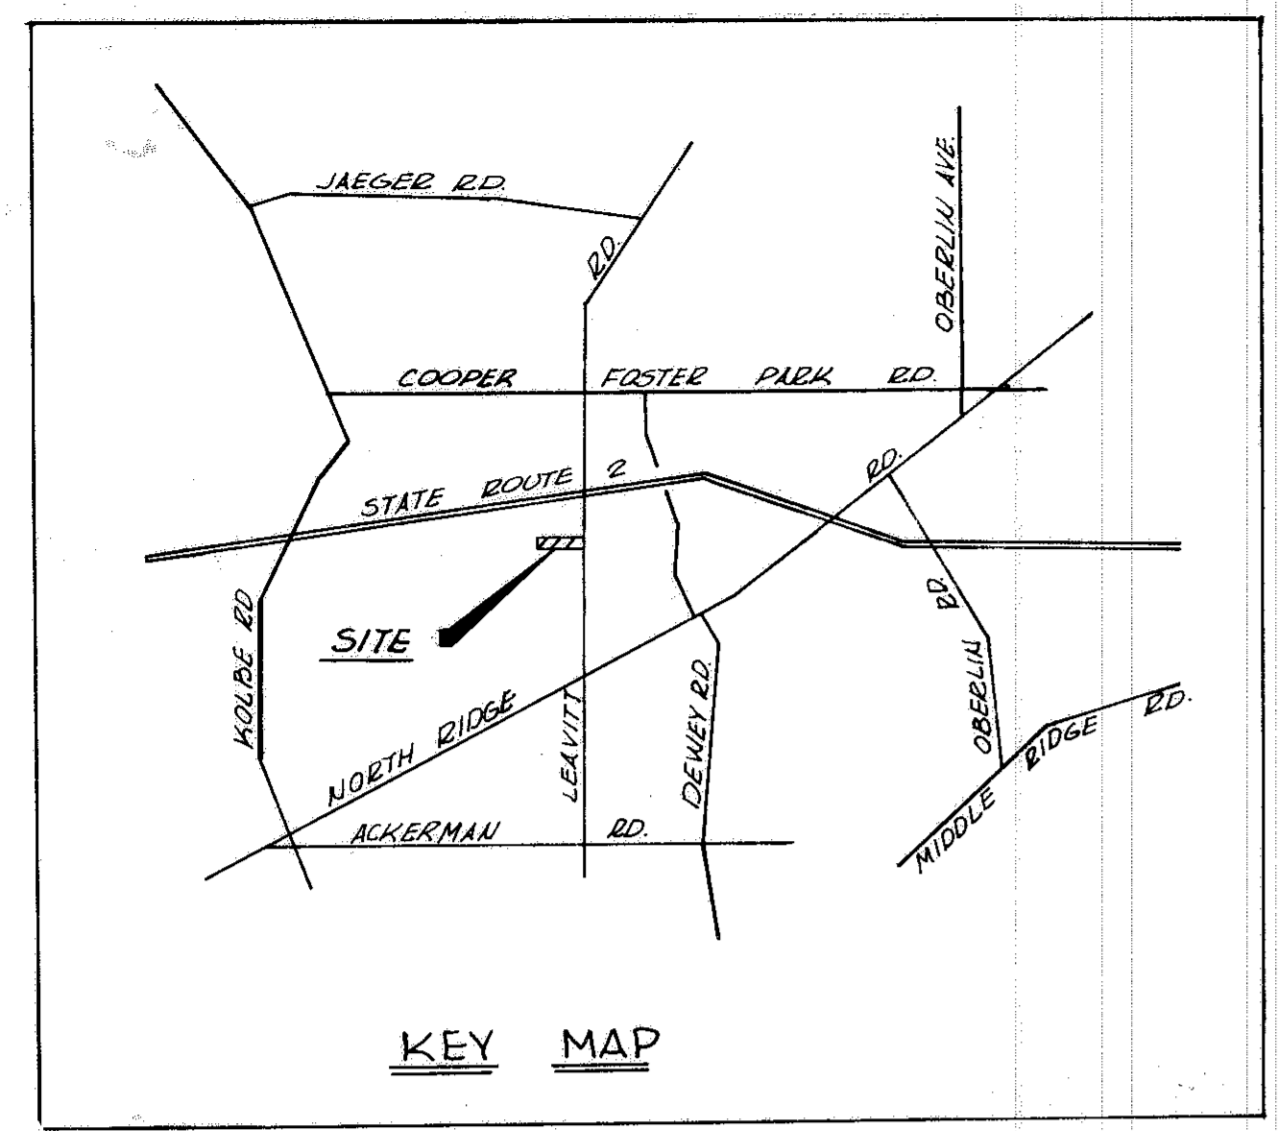 JAEGER RD.
RD.
OBERLIN AVE.
COOPER FOSTER PARK RD.
STATE ROUTE 2
RD.
KOLBE RD
SITE
NORTH RIDGE
LEAVITT
DEWEY RD.
RD.
OBERLIN
MIDDLE RIDGE RD.
ACKERMAN RD.
KEY MAP